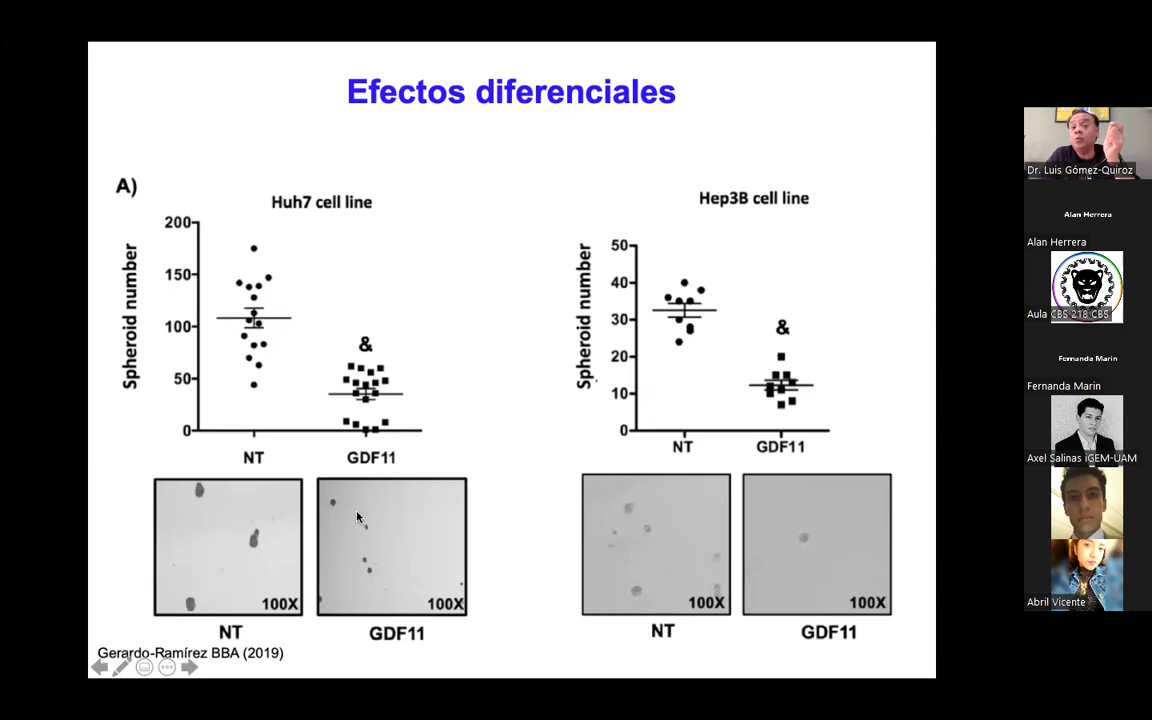 Efectos diferenciales
A)
Huh7 cell line
Spheroid number
200
150
100
50
0
&
NT
GDF11
Hep3B cell line
Spheroid number
50
40
30
20
10
0
&
NT
GDF11
100X
100X
100X
100X
NT
GDF11
NT
GDF11
Gerardo-Ramírez BBA (2019)
Dr. Luis Gómez-Quiroz
Alan Herrera
Alan Herrera
Aula CBS 218 CBS
Fernanda Marin
Fernanda Marin
Axel Salinas iGEM-UAM
Abril Vicente